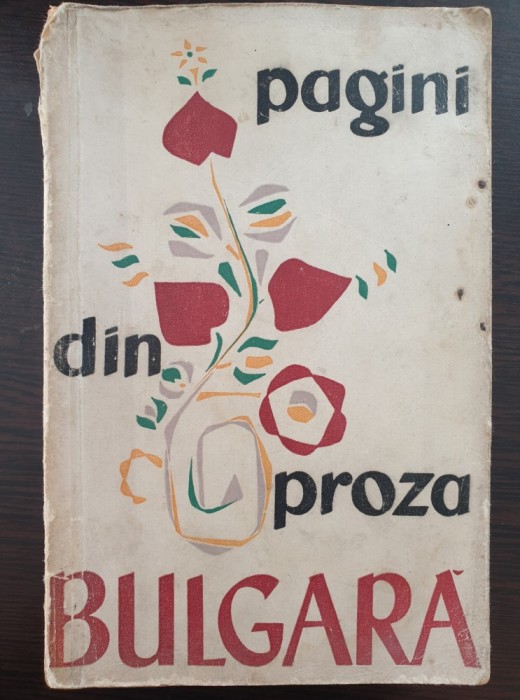 pagini
din
proza
BULGARĂ